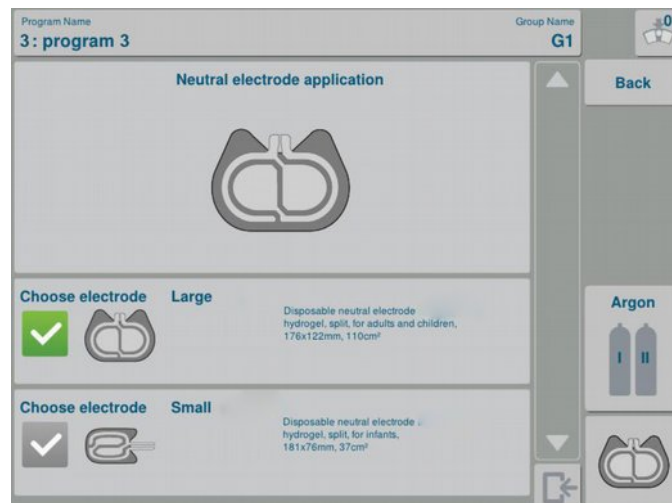 Program Name
3: program 3
Group Name
G1
0
Neutral electrode application
Back
Choose electrode Large
Disposable neutral electrode
hydrogel, split, for adults and children,
176x122mm, 110cm²
Argon
I II
Choose electrode Small
Disposable neutral electrode
hydrogel, split, for infants,
181x76mm, 37cm²